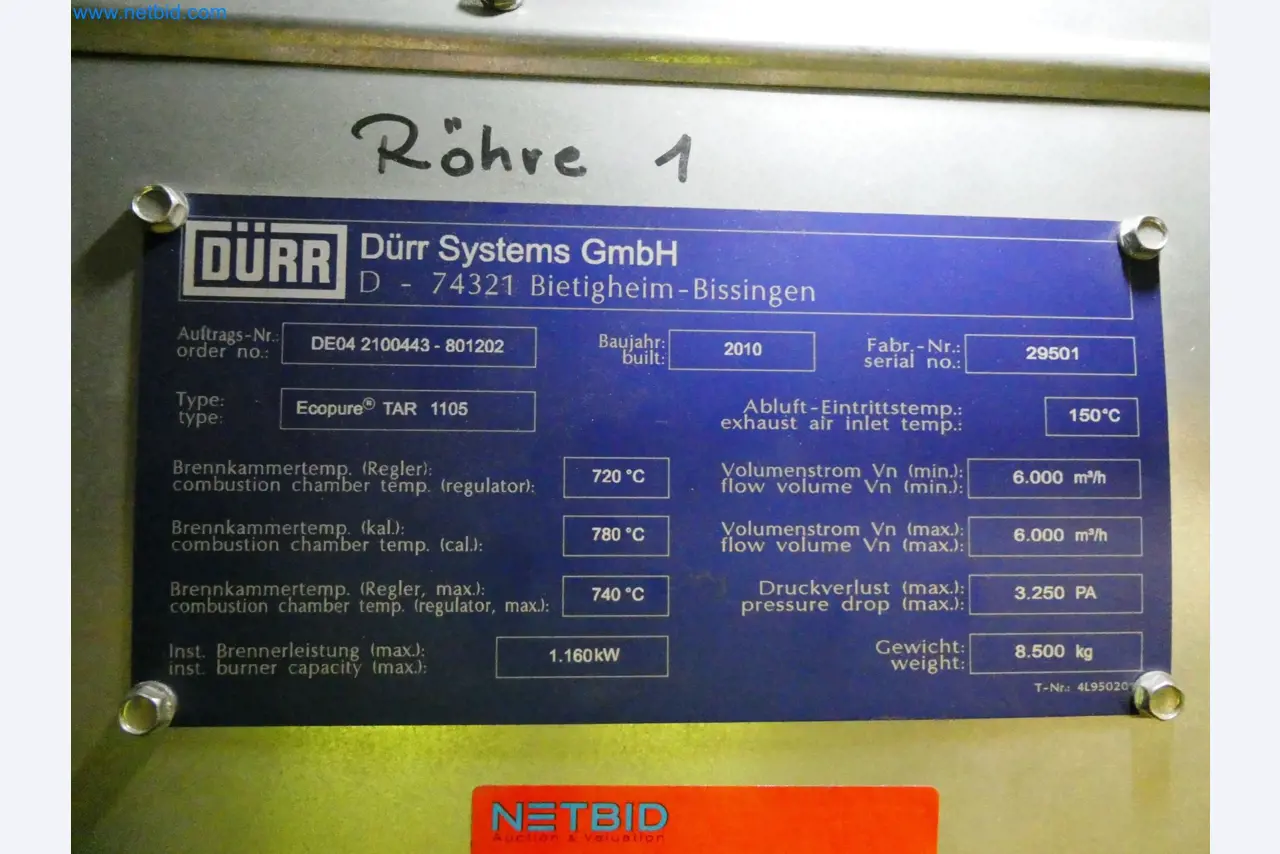 www.netbid.com
Röhre 1
DÜRR
Dürr Systems GmbH
D - 74321 Bietigheim-Bissingen
Auftrags-Nr.: DE04 2100443 - 801202 Baujahr: 2010 Fabr.-Nr.: 29501
order no.: built: serial no.:
Type: Ecopure® TAR 1105 Abluft-Eintrittstemp.: 150°C
type: exhaust air inlet temp.:
Brennkammertemp. (Regler): 720 °C Volumenstrom Vn (min.): 6.000 m³/h
combustion chamber temp. (regulator): flow volume Vn (min.):
Brennkammertemp. (kal.): 780 °C Volumenstrom Vn (max.): 6.000 m³/h
combustion chamber temp. (cal.): flow volume Vn (max.):
Brennkammertemp. (Regler, max.): 740 °C Druckverlust (max.): 3.250 PA
combustion chamber temp. (regulator, max.): pressure drop (max.):
Inst. Brennerleistung (max.): 1.160kW Gewicht: 8.500 kg
inst. burner capacity (max.): weight:
T-Nr.:
NETBID
Auction & Valuation